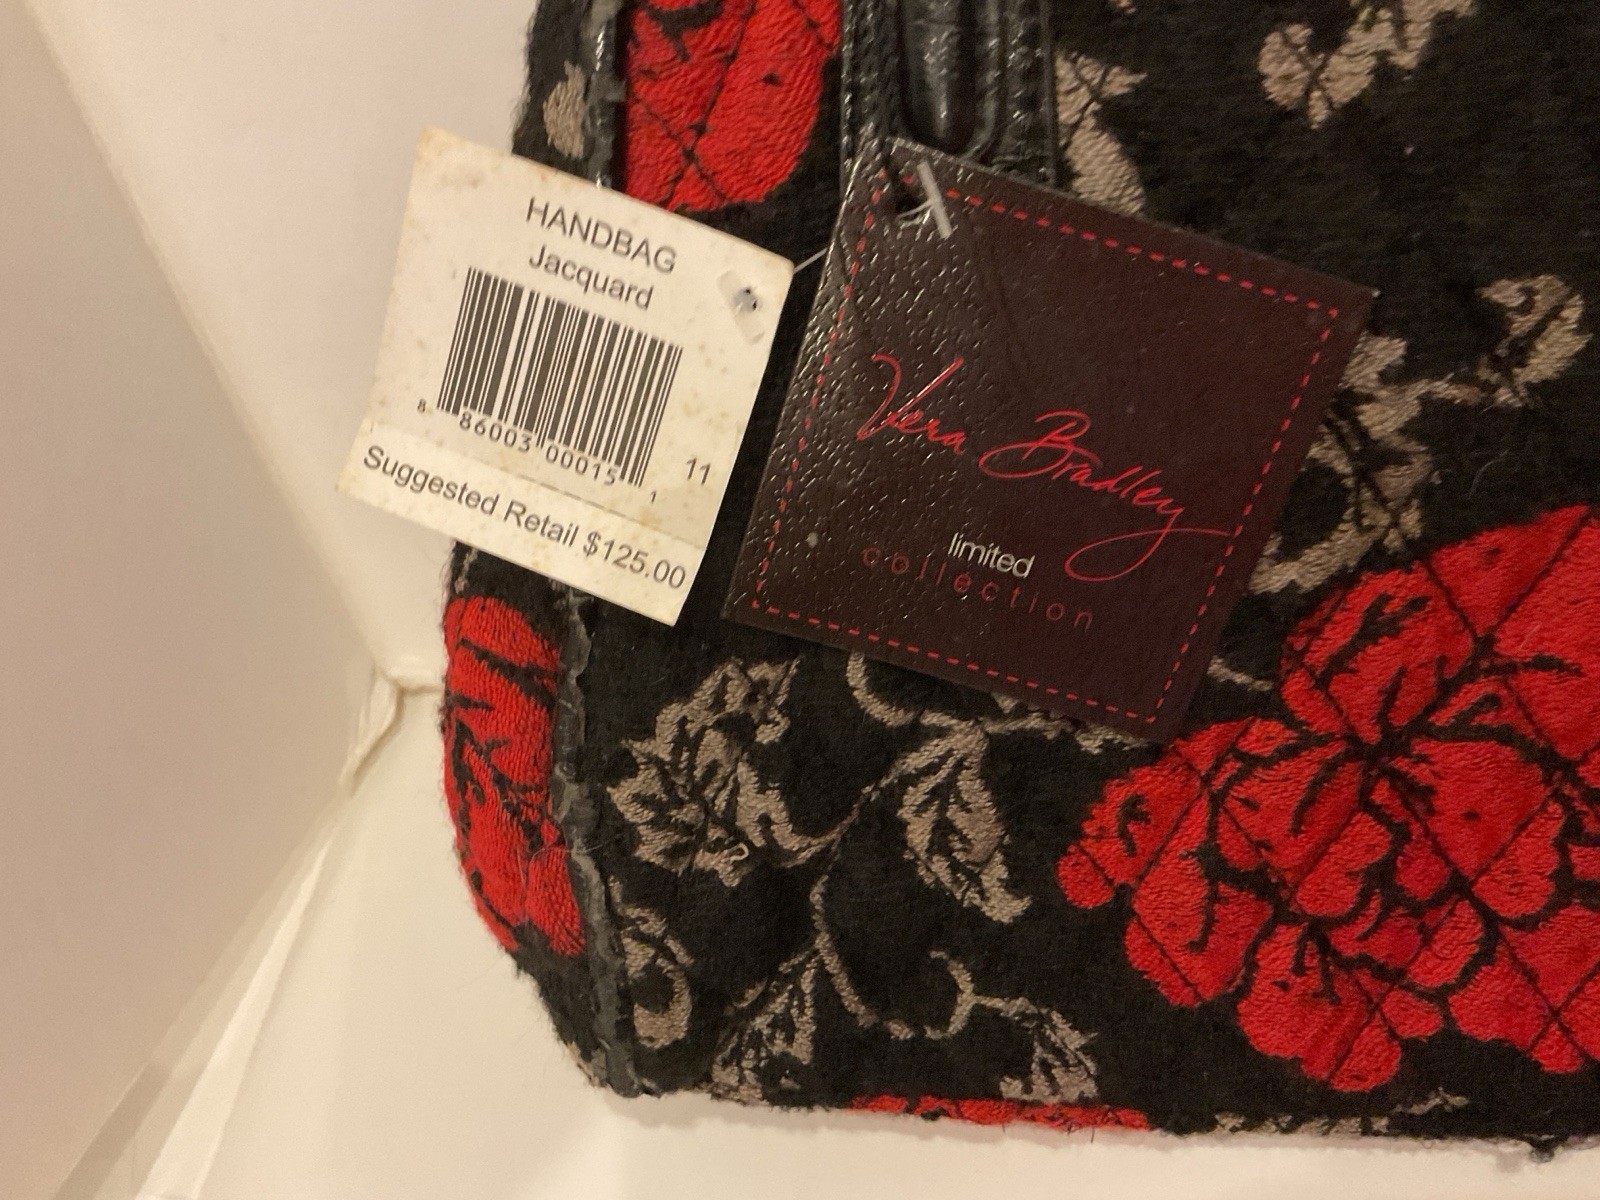 HANDBAG
Jacquard
8 86003 00015 1
11
Suggested Retail $125.00
Vera Bradley
limited
collection